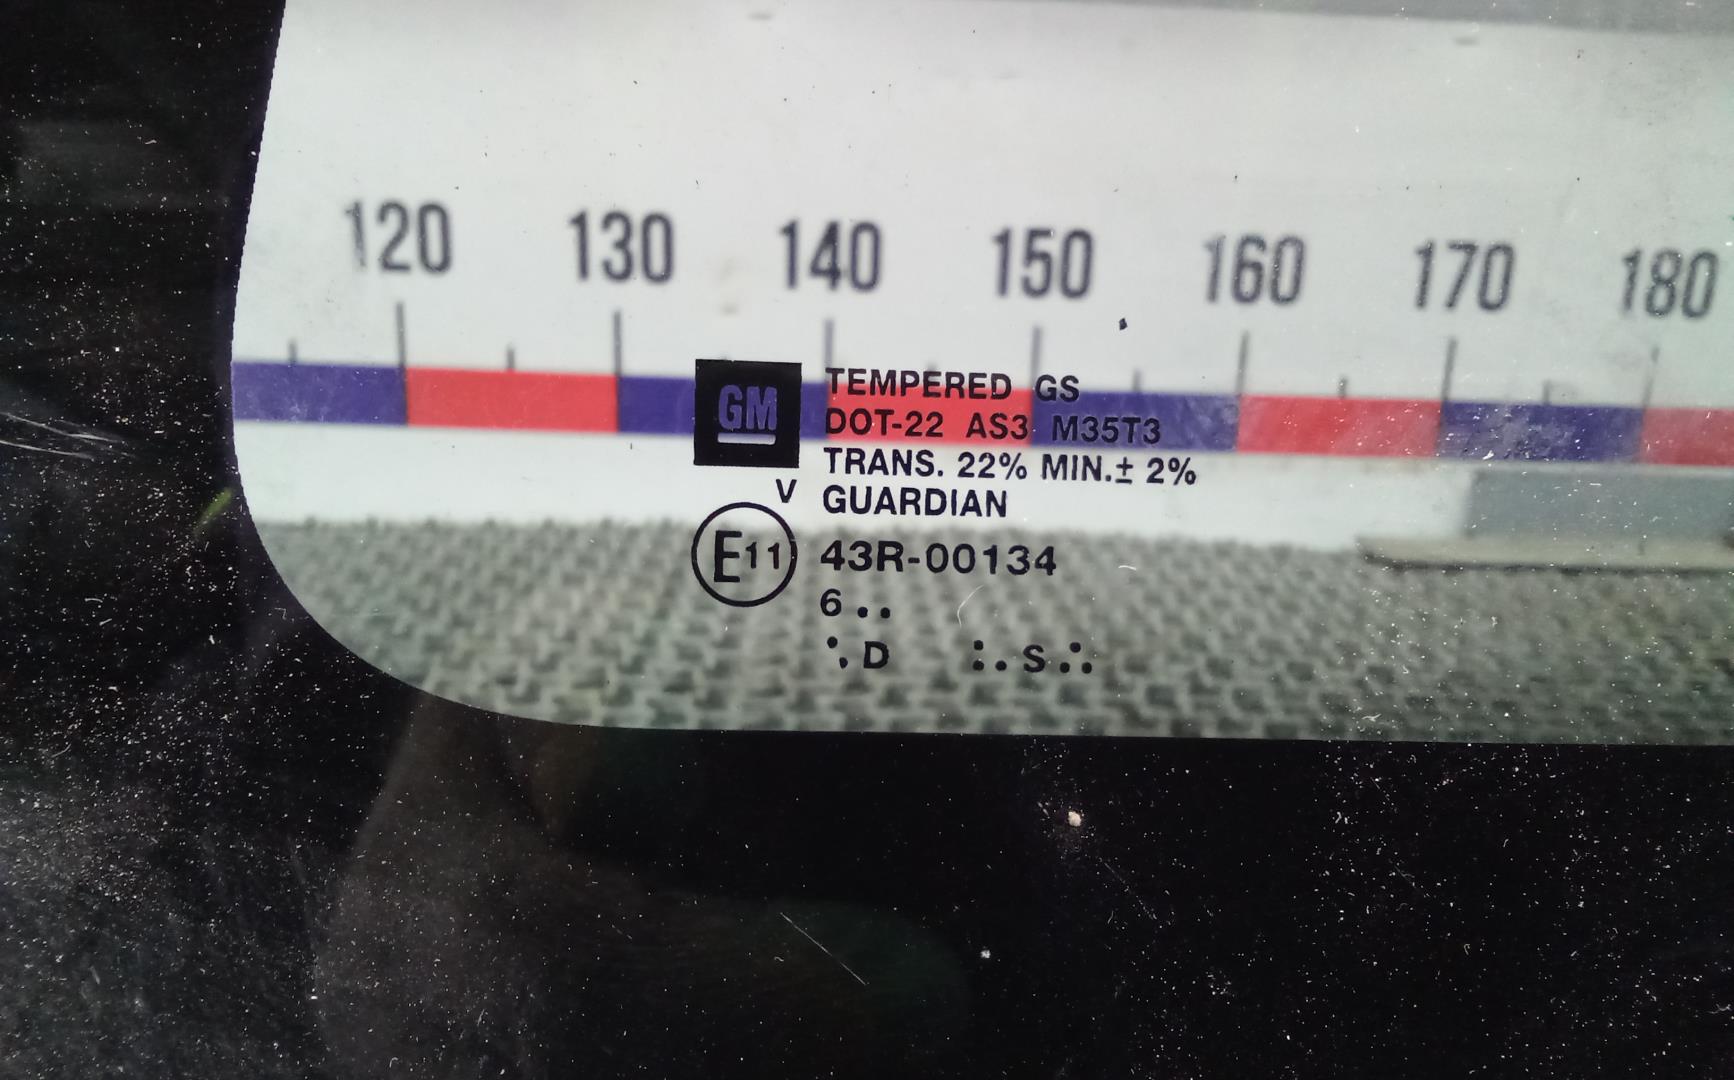 120 130 140 150 160 170 180
GM
TEMPERED GS
DOT-22 AS3 M35T3
TRANS. 22% MIN.± 2%
V GUARDIAN
E11 43R-00134
6..
D S